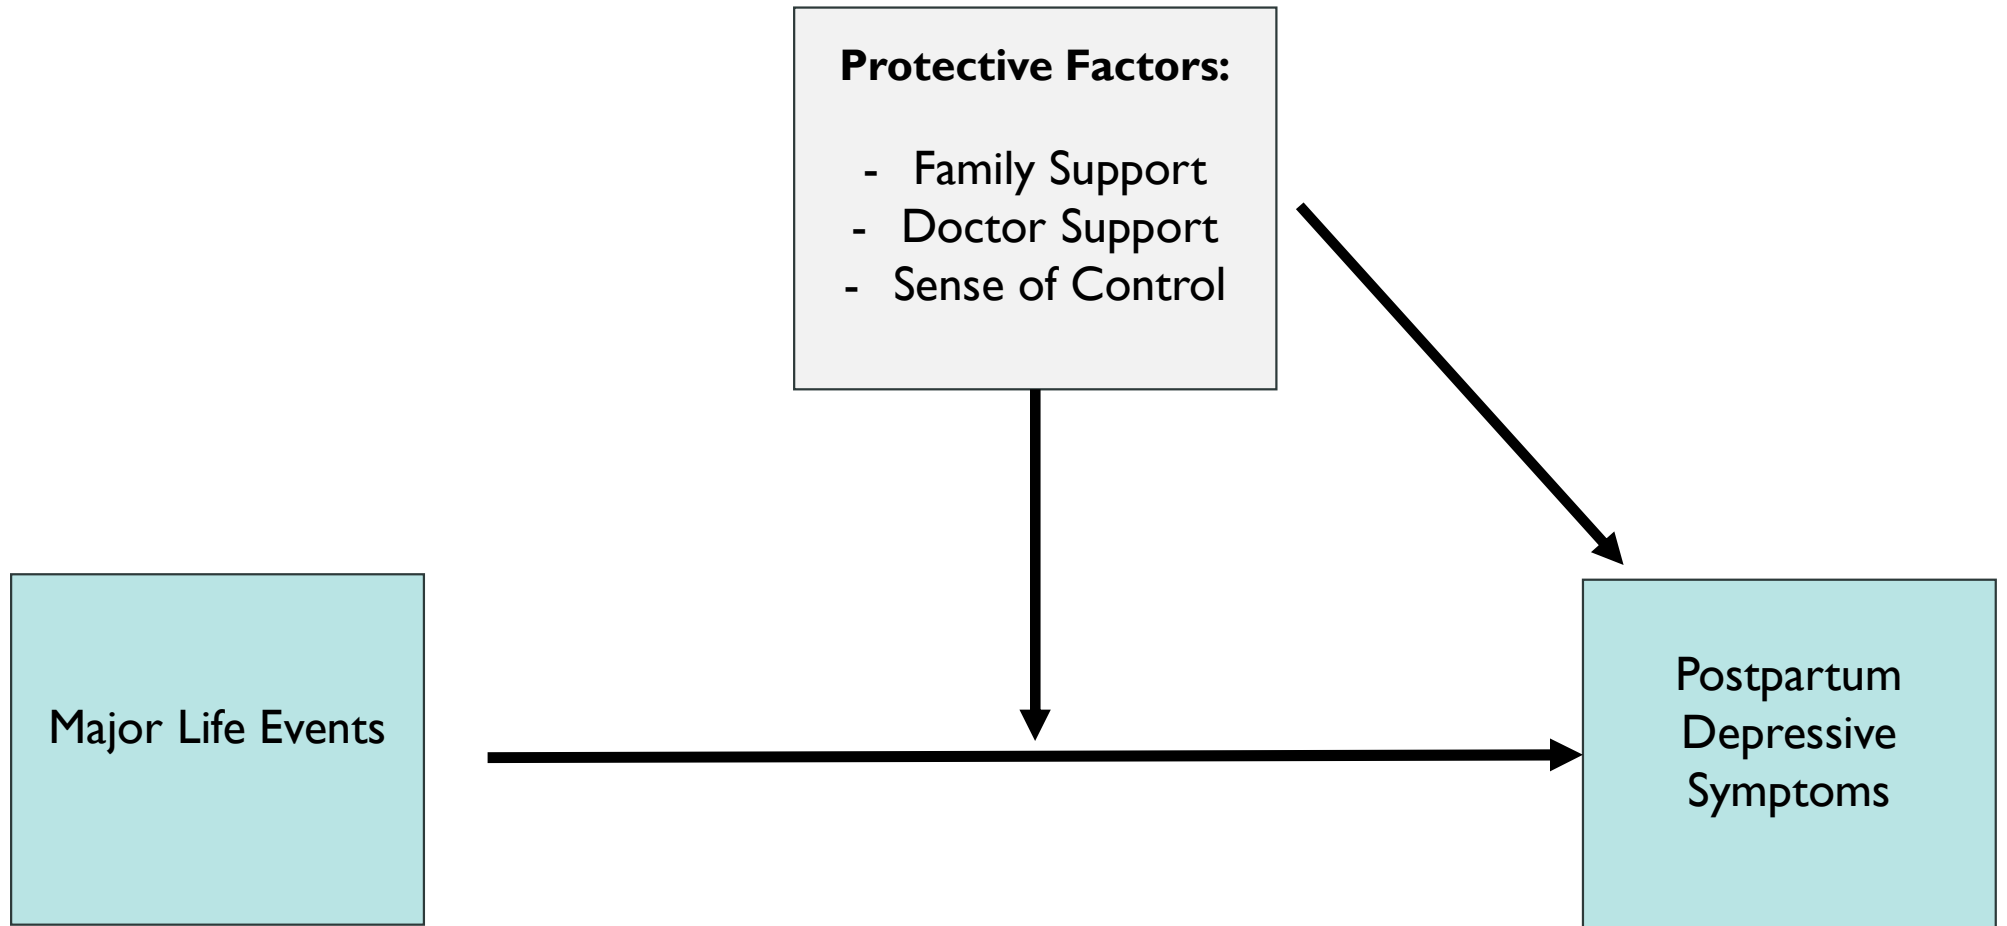 Protective Factors:
- Family Support
- Doctor Support
- Sense of Control
Major Life Events
Postpartum
Depressive
Symptoms